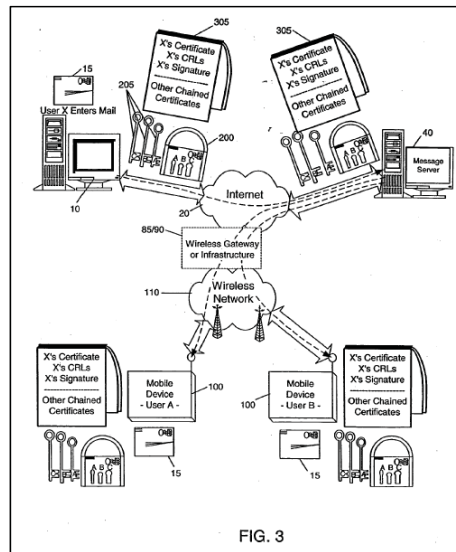 305
X's Certificate
X's CRLs
X's Signature
Other Chained
Certificates
305
X's Certificate
X's CRLs
X's Signature
Other Chained
Certificates
15
User X Enters Mail
205
200
A B C
A B C
40
Message
Server
10
Internet
20
85/90
Wireless Gateway
or Infrastructure
110
Wireless
Network
X's Certificate
X's CRLs
X's Signature
Other Chained
Certificates
A B C
Mobile
Device
- User A -
100
15
Mobile
Device
- User B -
100
15
X's Certificate
X's CRLs
X's Signature
Other Chained
Certificates
A B C
FIG. 3